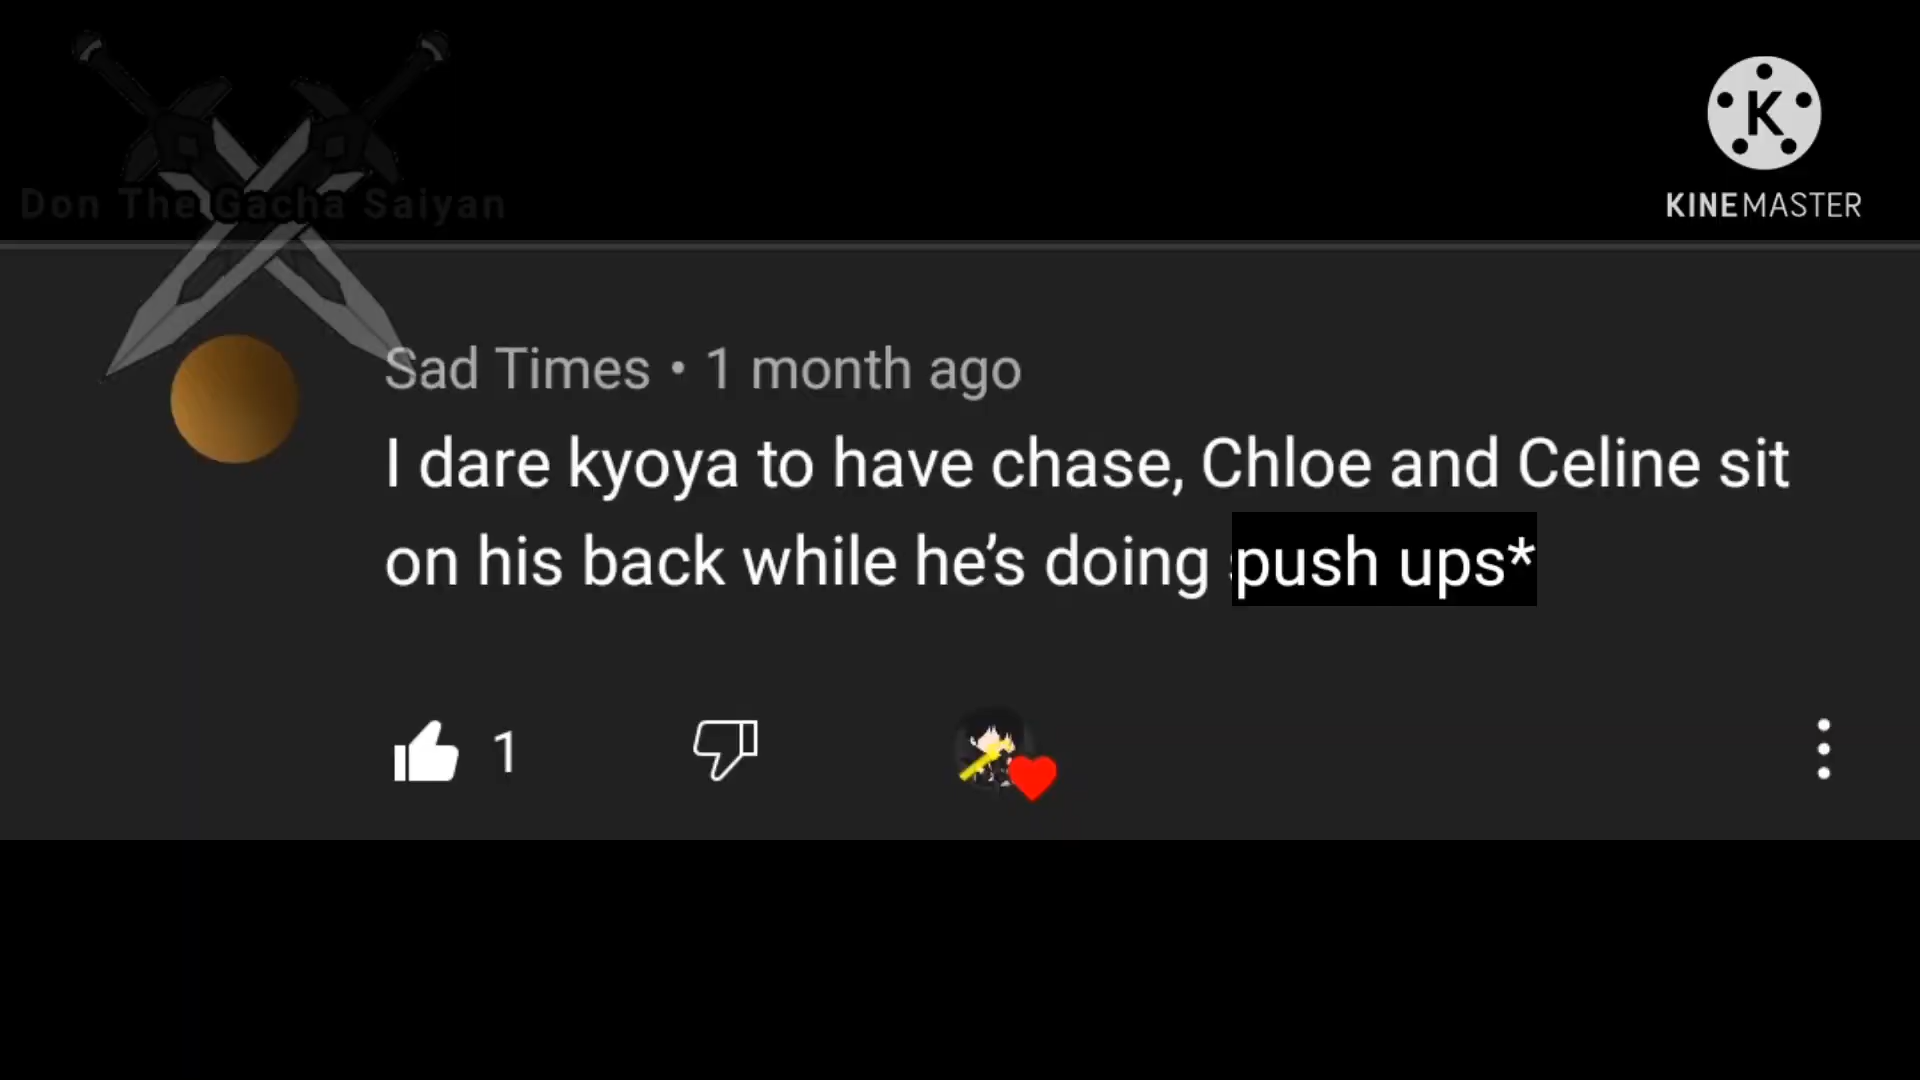 K
KINEMASTER
Don The Gacha Saiyan
Sad Times • 1 month ago
I dare kyoya to have chase, Chloe and Celine sit
on his back while he's doing push ups*
1